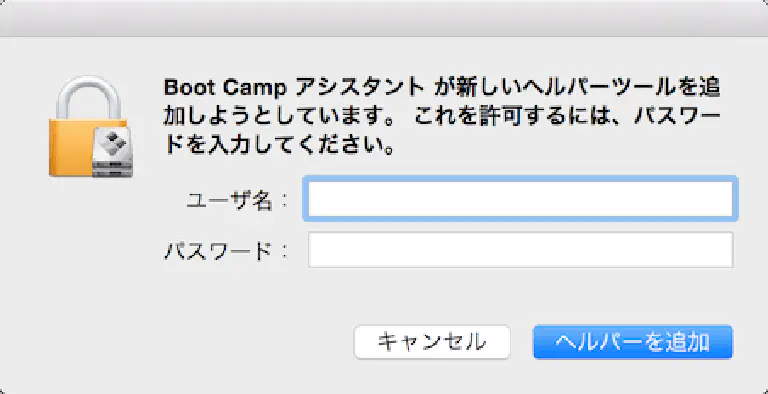 Boot Camp アシスタント が新しいヘルパーツールを追
加しようとしています。 これを許可するには、パスワー
ドを入力してください。
ユーザ名：
パスワード：
キャンセル
ヘルパーを追加